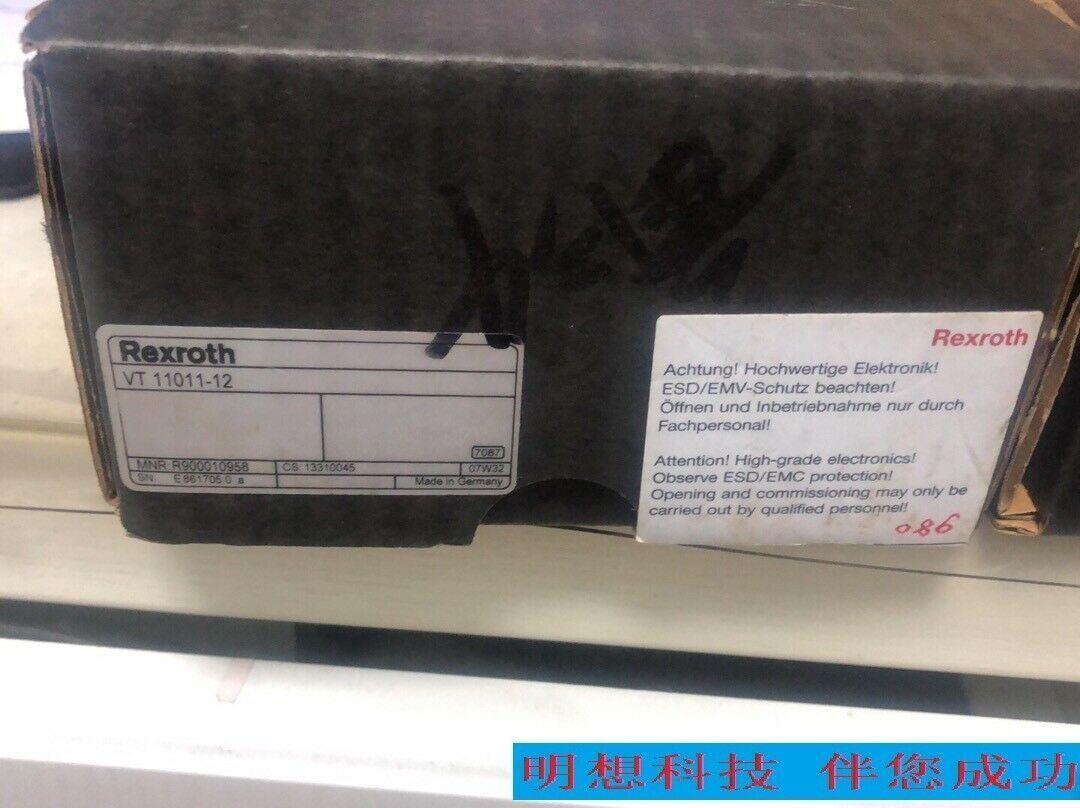 Rexroth
VT 11011-12
7087
MNR R900010958 CS: 13310045 07W32
SN: E 861705 0 a Made in Germany
Rexroth
Achtung! Hochwertige Elektronik!
ESD/EMV-Schutz beachten!
Öffnen und Inbetriebnahme nur durch
Fachpersonal!
Attention! High-grade electronics!
Observe ESD/EMC protection!
Opening and commissioning may only be
carried out by qualified personnel!
明想科技 伴您成功